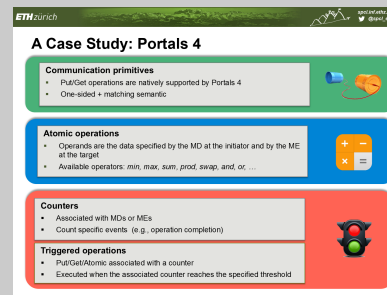 ETH zürich
spcl.inf.ethz
@spcl_
A Case Study: Portals 4
Communication primitives
▪ Put/Get operations are natively supported by Portals 4
▪ One-sided + matching semantic
Atomic operations
▪ Operands are the data specified by the MD at the initiator and by the ME
at the target
▪ Available operators: min, max, sum, prod, swap, and, or, …
Counters
▪ Associated with MDs or MEs
▪ Count specific events (e.g., operation completion)
Triggered operations
▪ Put/Get/Atomic associated with a counter
▪ Executed when the associated counter reaches the specified threshold